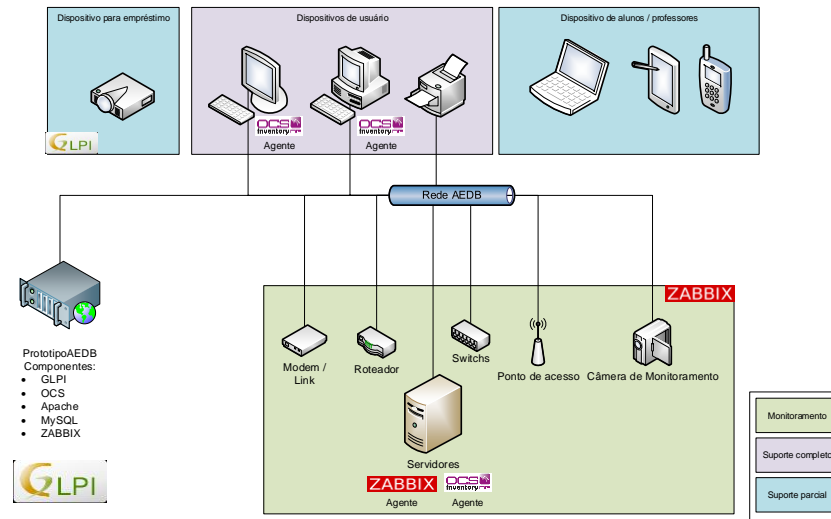 Dispositivo para empréstimo
Dispositivos de usuário
Dispositivo de alunos / professores
GLPI
OCS
Inventory
Agente
OCS
Inventory
Agente
Rede AEDB
PrototipoAEDB
Componentes:
• GLPI
• OCS
• Apache
• MySQL
• ZABBIX
GLPI
ZABBIX
Modem /
Link
Roteador
Switchs
Ponto de acesso
Câmera de Monitoramento
Servidores
ZABBIX
Agente
OCS
Inventory
Agente
Monitoramento
Suporte completo
Suporte parcial